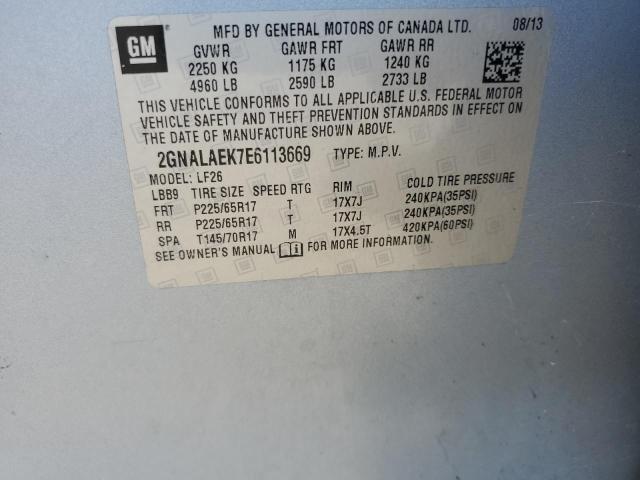 GM
MFD BY GENERAL MOTORS OF CANADA LTD. 08/13
GVWR GAWR FRT GAWR RR
2250 KG 1175 KG 1240 KG
4960 LB 2590 LB 2733 LB
THIS VEHICLE CONFORMS TO ALL APPLICABLE U.S. FEDERAL MOTOR
VEHICLE SAFETY AND THEFT PREVENTION STANDARDS IN EFFECT ON
THE DATE OF MANUFACTURE SHOWN ABOVE.
2GNALAEK7E6113669 TYPE: M.P.V.
MODEL: LF26
LBB9 TIRE SIZE SPEED RTG RIM COLD TIRE PRESSURE
FRT P225/65R17 T 17X7J 240KPA(35PSI)
RR P225/65R17 T 17X7J 240KPA(35PSI)
SPA T145/70R17 M 17X4.5T 420KPA(60PSI)
SEE OWNER'S MANUAL FOR MORE INFORMATION.